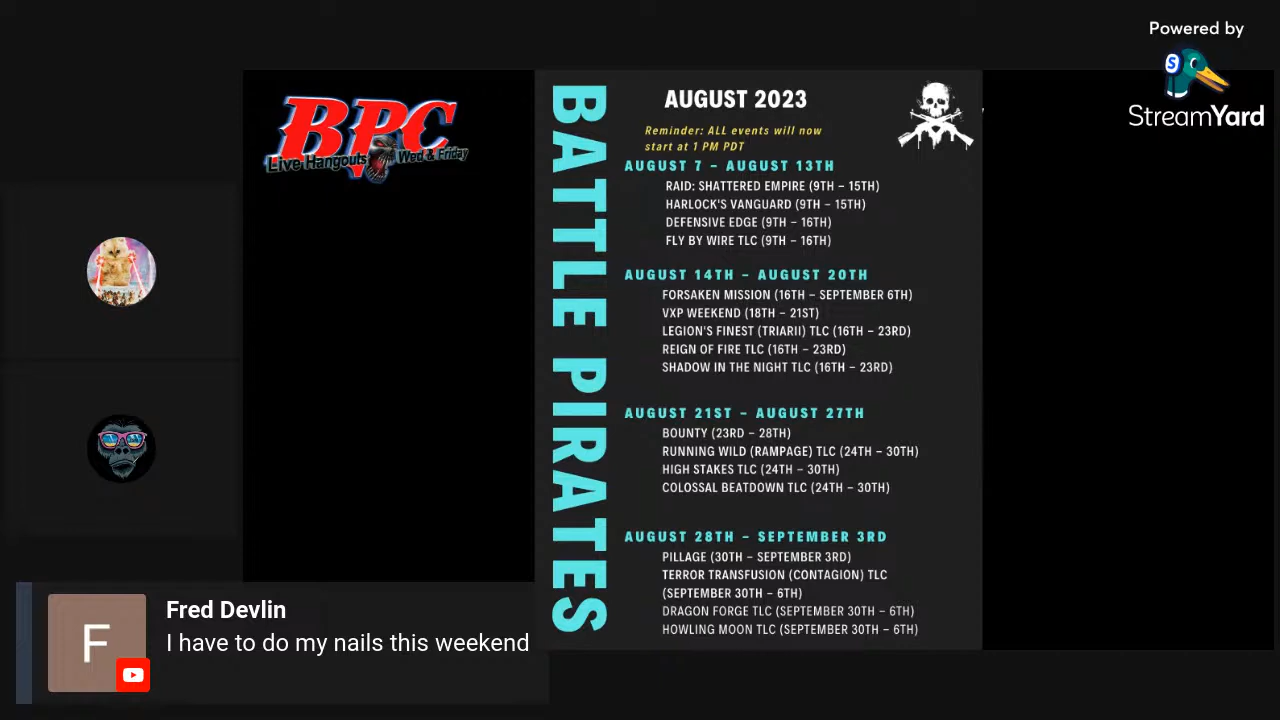 Powered by
StreamYard
BPC
Live Hangouts Wed & Friday
BATTLE PIRATES
AUGUST 2023
Reminder: ALL events will now
start at 1 PM PDT
AUGUST 7 – AUGUST 13TH
RAID: SHATTERED EMPIRE (9TH – 15TH)
HARLOCK'S VANGUARD (9TH – 15TH)
DEFENSIVE EDGE (9TH – 16TH)
FLY BY WIRE TLC (9TH – 16TH)
AUGUST 14TH – AUGUST 20TH
FORSAKEN MISSION (16TH – SEPTEMBER 6TH)
VXP WEEKEND (18TH – 21ST)
LEGION'S FINEST (TRIARII) TLC (16TH – 23RD)
REIGN OF FIRE TLC (16TH – 23RD)
SHADOW IN THE NIGHT TLC (16TH – 23RD)
AUGUST 21ST – AUGUST 27TH
BOUNTY (23RD – 28TH)
RUNNING WILD (RAMPAGE) TLC (24TH – 30TH)
HIGH STAKES TLC (24TH – 30TH)
COLOSSAL BEATDOWN TLC (24TH – 30TH)
AUGUST 28TH – SEPTEMBER 3RD
PILLAGE (30TH – SEPTEMBER 3RD)
TERROR TRANSFUSION (CONTAGION) TLC
(SEPTEMBER 30TH – 6TH)
DRAGON FORGE TLC (SEPTEMBER 30TH – 6TH)
HOWLING MOON TLC (SEPTEMBER 30TH – 6TH)
F
Fred Devlin
I have to do my nails this weekend